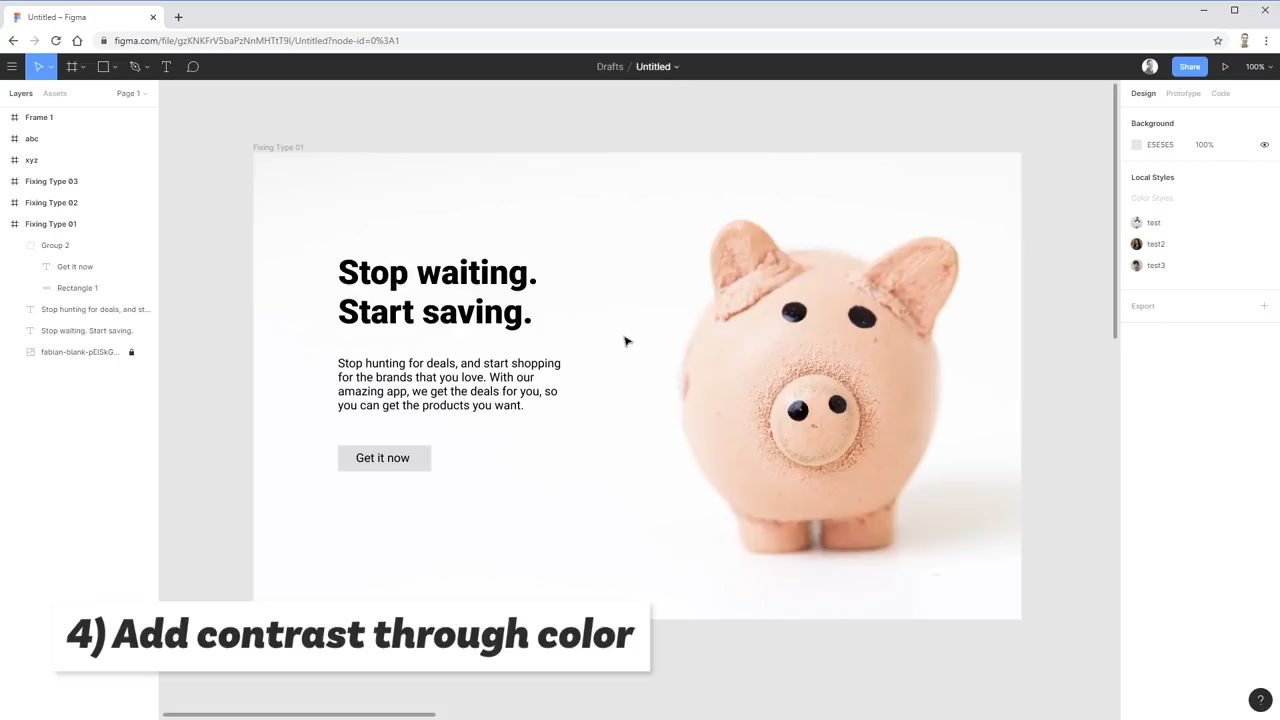 Untitled – Figma
figma.com/file/gzKNKFrV5baPzNnMHTtT9l/Untitled?node-id=0%3A1
Drafts / Untitled
Share
100%
Layers
Assets
Page 1
Frame 1
abc
xyz
Fixing Type 03
Fixing Type 02
Fixing Type 01
Group 2
Get it now
Rectangle 1
Stop hunting for deals, and st...
Stop waiting. Start saving.
fabian-blank-pElSkG...
Fixing Type 01
Stop waiting.
Start saving.
Stop hunting for deals, and start shopping
for the brands that you love. With our
amazing app, we get the deals for you, so
you can get the products you want.
Get it now
4) Add contrast through color
Design
Prototype
Code
Background
E5E5E5
100%
Local Styles
Color Styles
test
test2
test3
Export
?